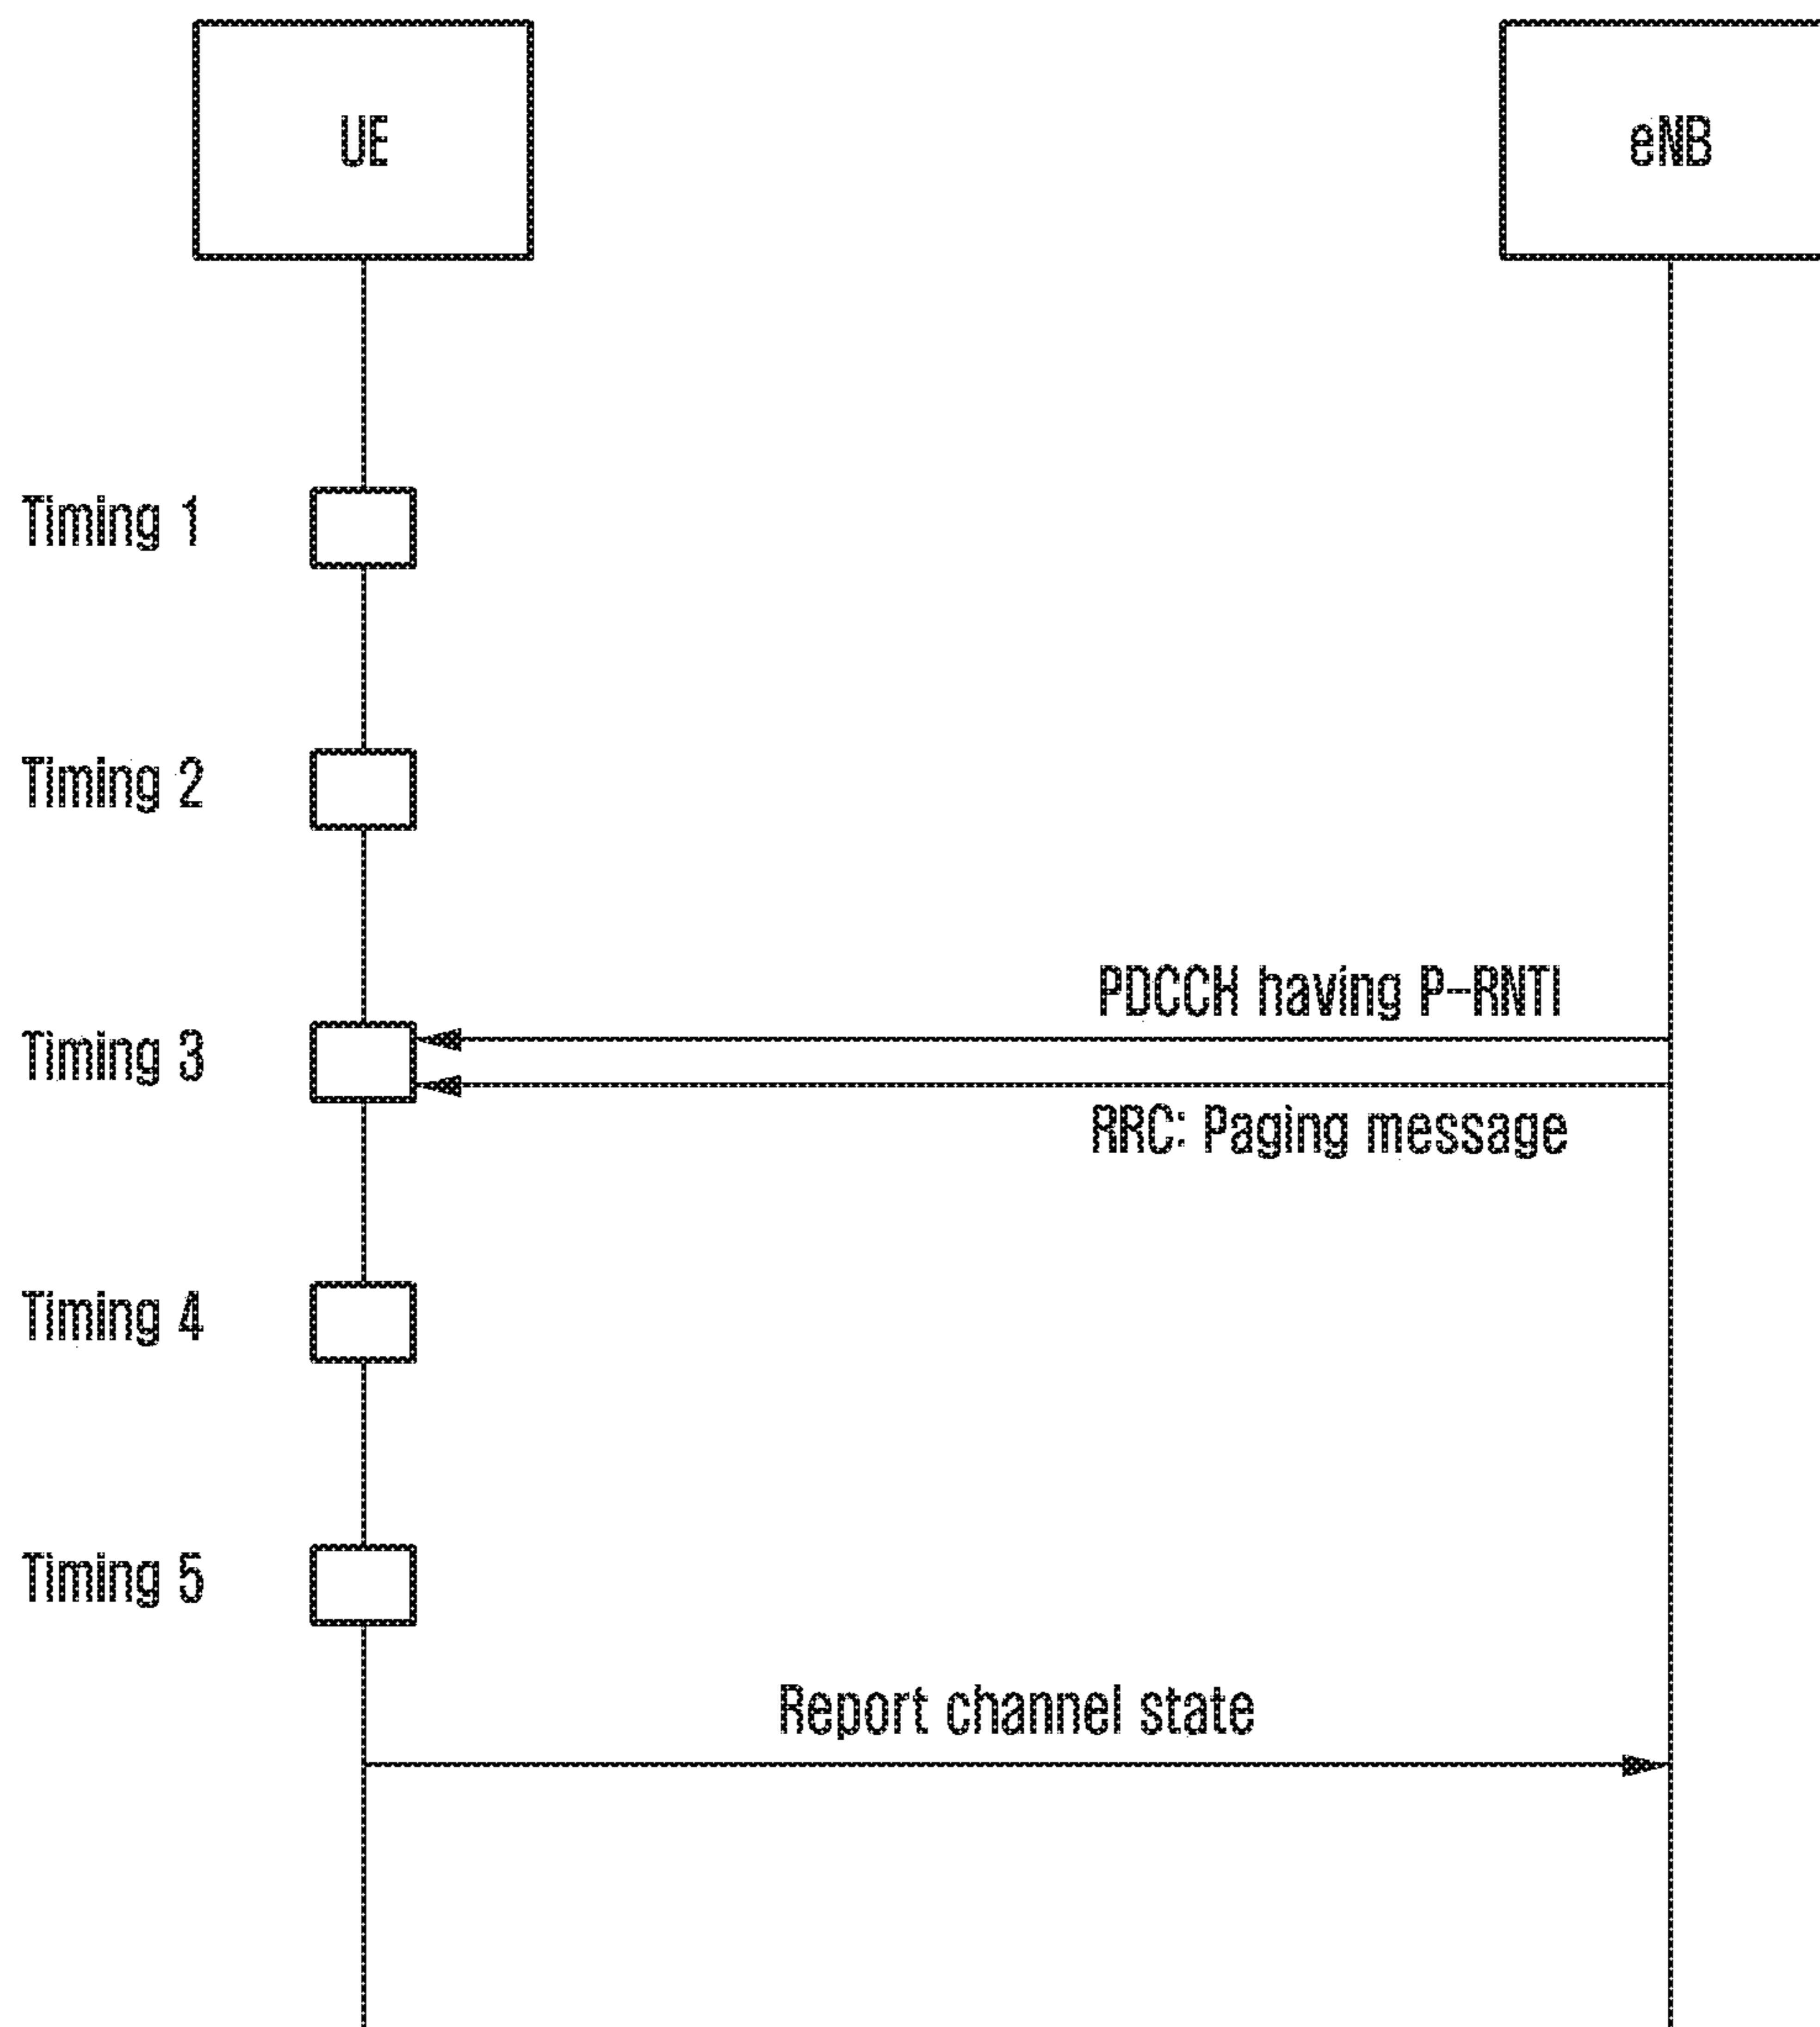 UE
eNB
Timing 1
Timing 2
PDCCH having P-RNTI
Timing 3
RRC: Paging message
Timing 4
Timing 5
Report channel state